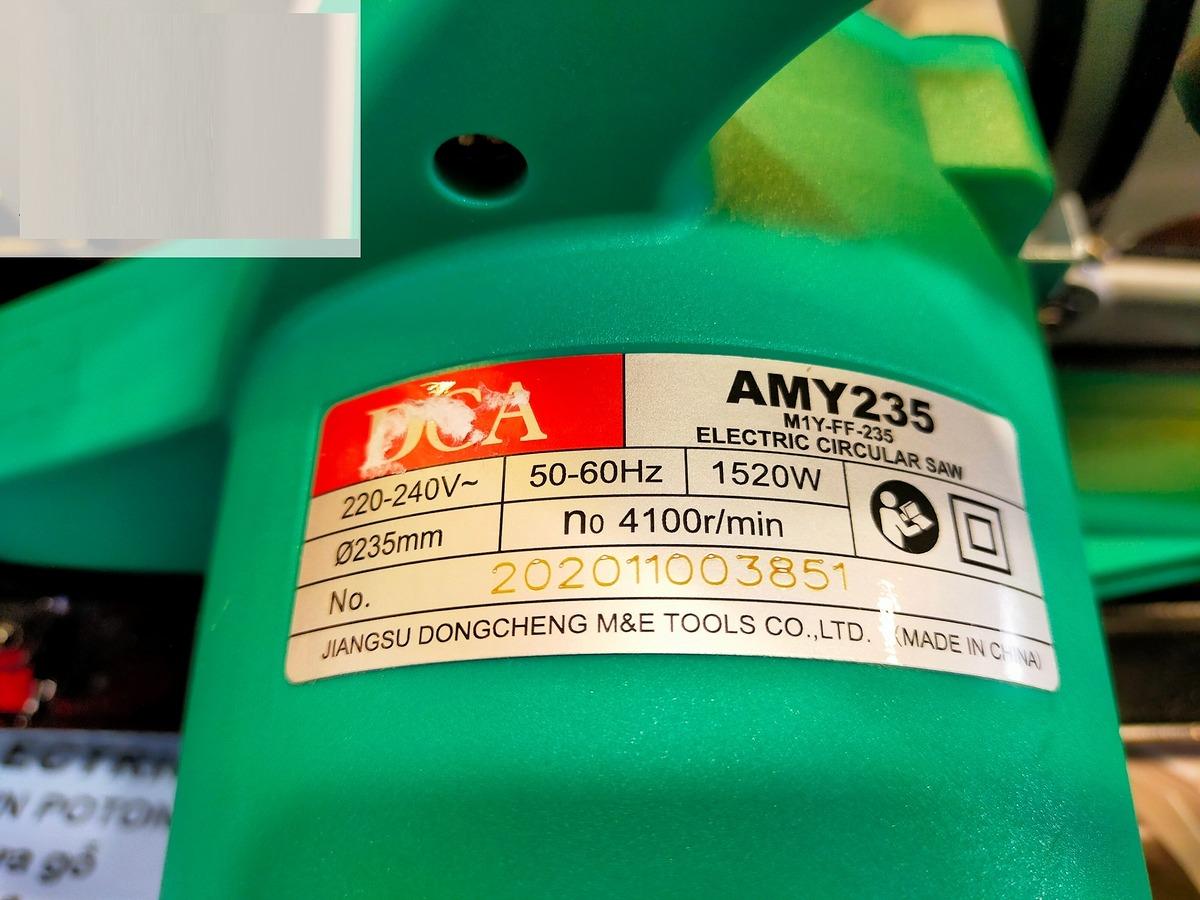 DCA
AMY235
M1Y-FF-235
ELECTRIC CIRCULAR SAW
220-240V~
50-60Hz
1520W
Ø235mm
n₀ 4100r/min
No. 202011003851
JIANGSU DONGCHENG M&E TOOLS CO.,LTD. (MADE IN CHINA)
gỗ